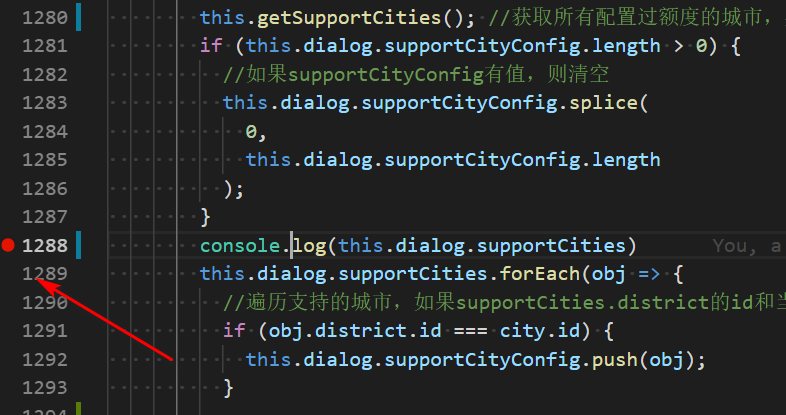 1280 this.getSupportCities(); //获取所有配置过额度的城市,
1281 if (this.dialog.supportCityConfig.length > 0) {
1282 //如果supportCityConfig有值，则清空
1283 this.dialog.supportCityConfig.splice(
1284 0,
1285 this.dialog.supportCityConfig.length
1286 );
1287 }
1288 console.log(this.dialog.supportCities) You, a
1289 this.dialog.supportCities.forEach(obj => {
1290 //遍历支持的城市，如果supportCities.district的id和当
1291 if (obj.district.id === city.id) {
1292 this.dialog.supportCityConfig.push(obj);
1293 }
1294